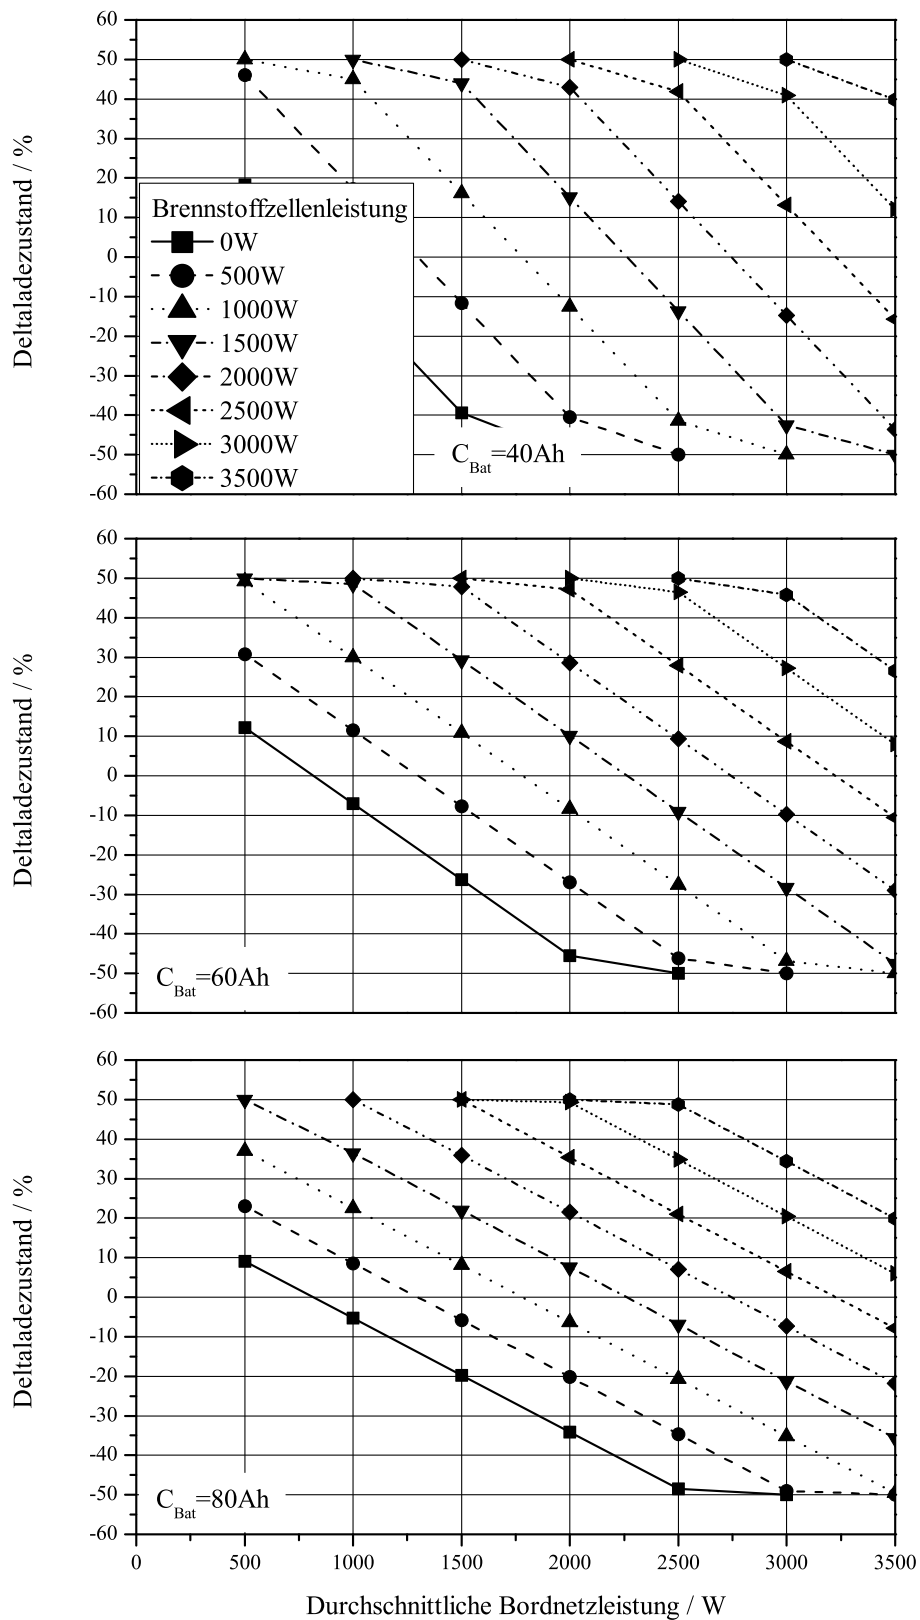 60
50
40
30
20
10
0
-10
-20
-30
-40
-50
-60
Deltaladezustand / %
Brennstoffzellenleistung
0W
500W
1000W
1500W
2000W
2500W
3000W
3500W
C_Bat=40Ah
60
50
40
30
20
10
0
-10
-20
-30
-40
-50
-60
Deltaladezustand / %
C_Bat=60Ah
60
50
40
30
20
10
0
-10
-20
-30
-40
-50
-60
Deltaladezustand / %
C_Bat=80Ah
0 500 1000 1500 2000 2500 3000 3500
Durchschnittliche Bordnetzleistung / W